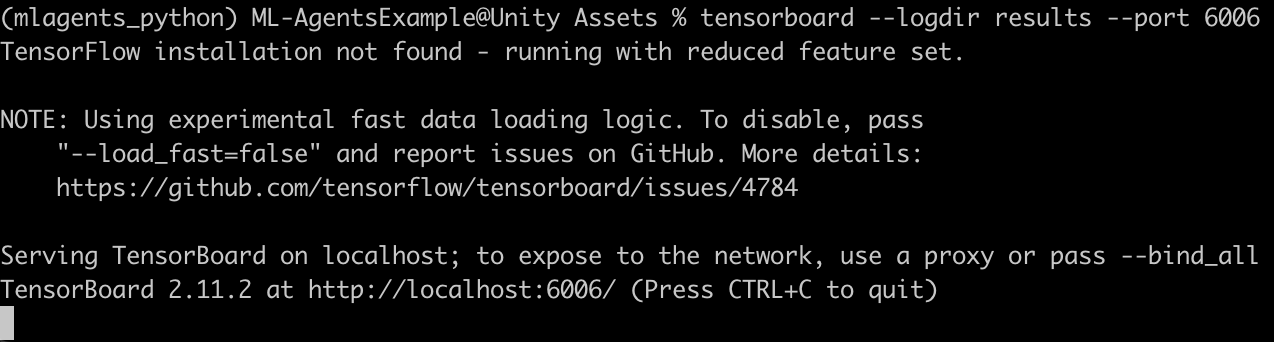 (mlagents_python) ML-AgentsExample@Unity Assets % tensorboard --logdir results --port 6006
TensorFlow installation not found - running with reduced feature set.
NOTE: Using experimental fast data loading logic. To disable, pass
"--load_fast=false" and report issues on GitHub. More details:
https://github.com/tensorflow/tensorboard/issues/4784
Serving TensorBoard on localhost; to expose to the network, use a proxy or pass --bind_all
TensorBoard 2.11.2 at http://localhost:6006/ (Press CTRL+C to quit)